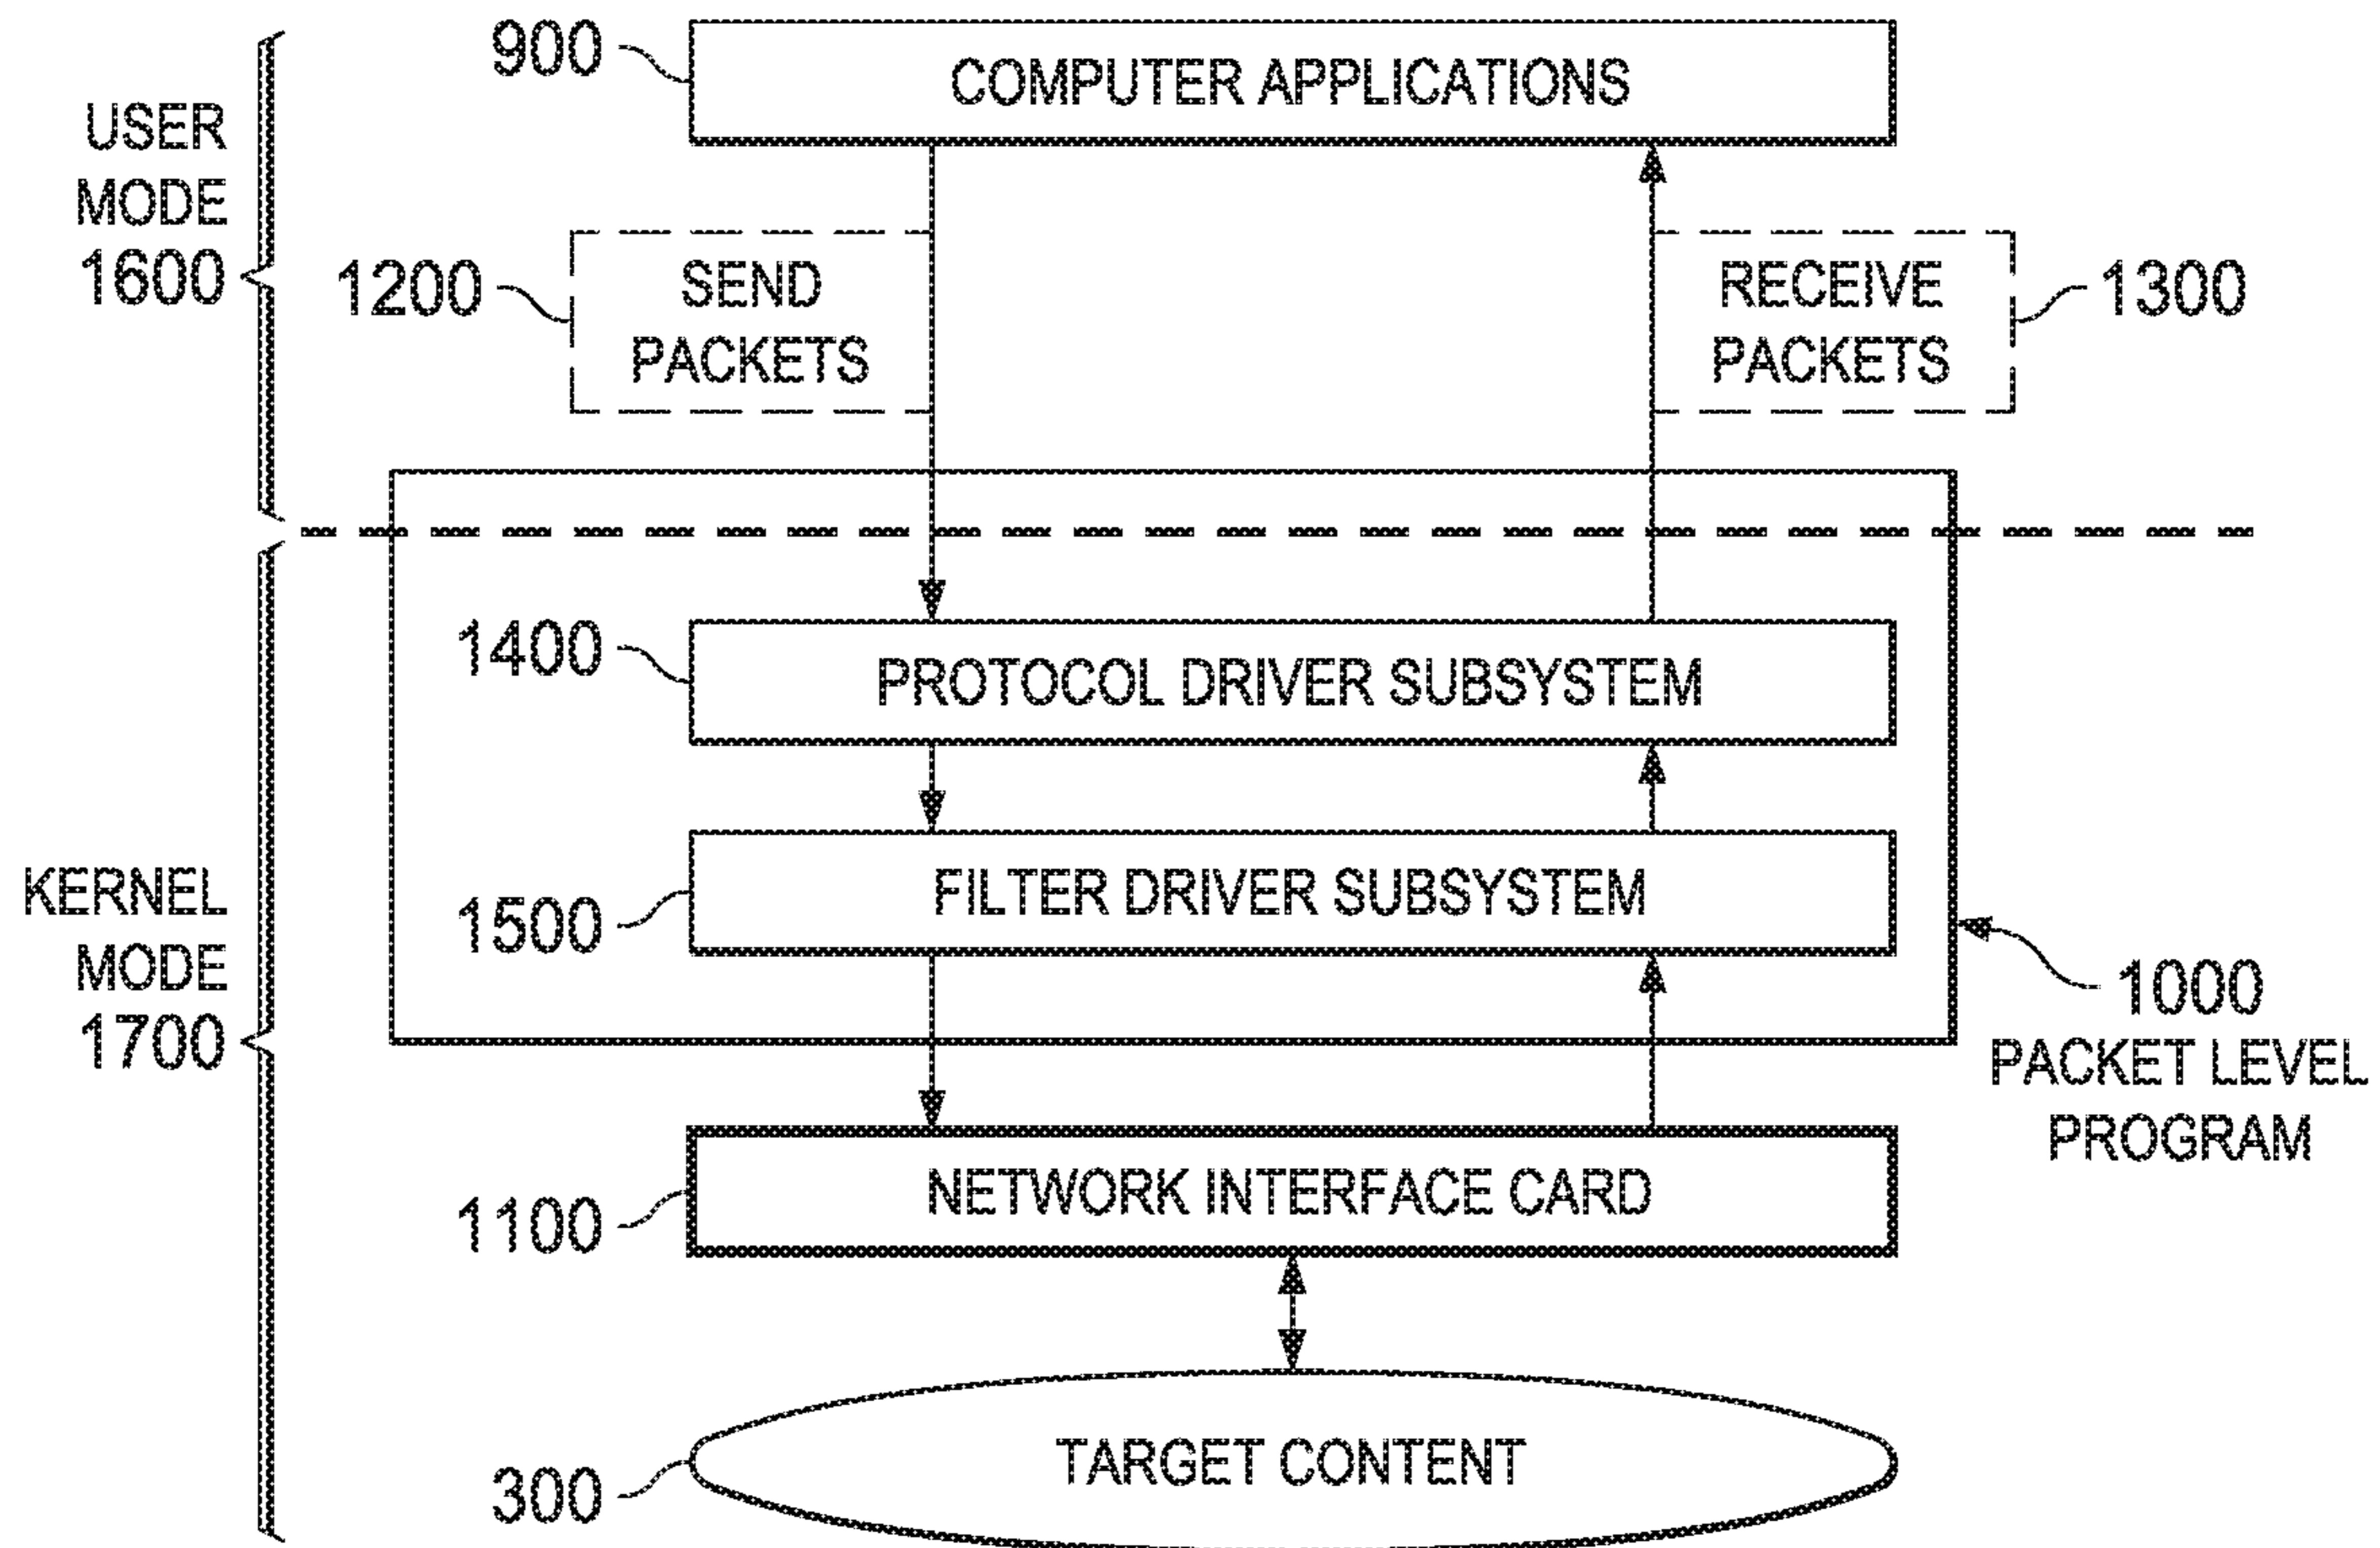 900
COMPUTER APPLICATIONS
USER
MODE
1600
1200
SEND
PACKETS
RECEIVE
PACKETS
1300
1400
PROTOCOL DRIVER SUBSYSTEM
KERNEL
MODE
1700
1500
FILTER DRIVER SUBSYSTEM
1000
PACKET LEVEL
PROGRAM
1100
NETWORK INTERFACE CARD
300
TARGET CONTENT